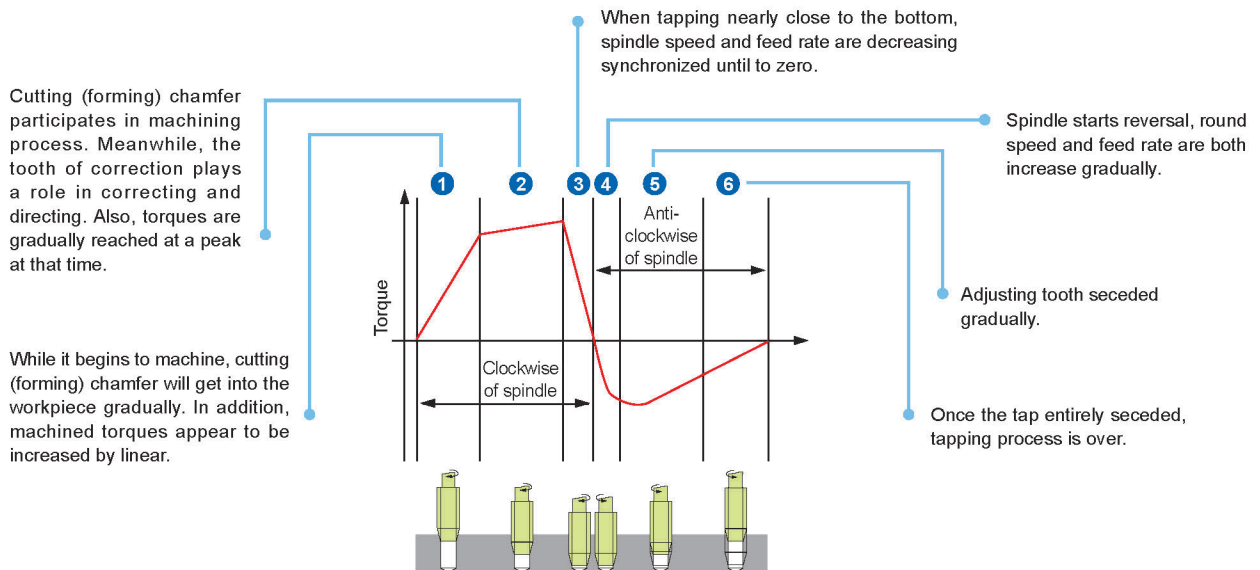 When tapping nearly close to the bottom,
spindle speed and feed rate are decreasing
synchronized until to zero.
Cutting (forming) chamfer
participates in machining
process. Meanwhile, the
tooth of correction plays
a role in correcting and
directing. Also, torques are
gradually reached at a peak
at that time.
Spindle starts reversal, round
speed and feed rate are both
increase gradually.
1 2 3 4 5 6
Anti-
clockwise
of spindle
Torque
Adjusting tooth seceded
gradually.
While it begins to machine, cutting
(forming) chamfer will get into the
workpiece gradually. In addition,
machined torques appear to be
increased by linear.
Clockwise
of spindle
Once the tap entirely seceded,
tapping process is over.